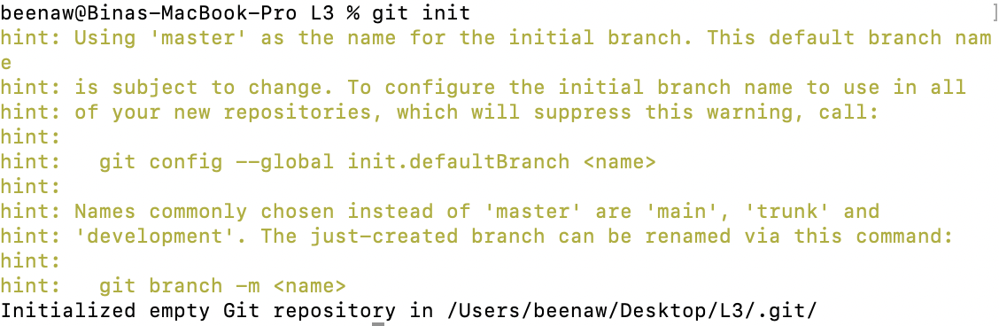 beenaw@Binas-MacBook-Pro L3 % git init ]
hint: Using 'master' as the name for the initial branch. This default branch nam
e
hint: is subject to change. To configure the initial branch name to use in all
hint: of your new repositories, which will suppress this warning, call:
hint:
hint:   git config --global init.defaultBranch <name>
hint:
hint: Names commonly chosen instead of 'master' are 'main', 'trunk' and
hint: 'development'. The just-created branch can be renamed via this command:
hint:
hint:   git branch -m <name>
Initialized empty Git repository in /Users/beenaw/Desktop/L3/.git/